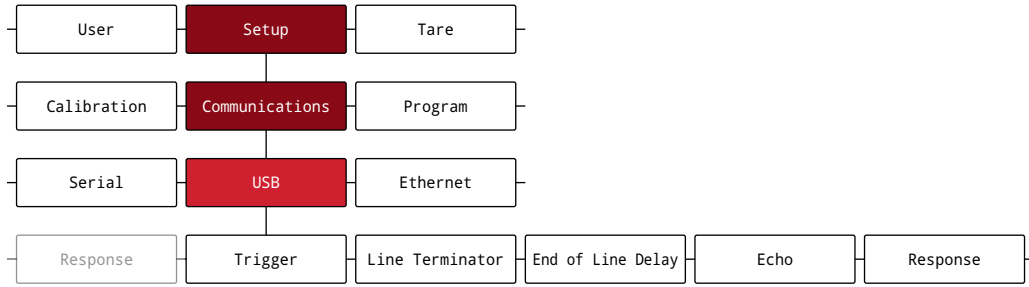 User Setup Tare
Calibration Communications Program
Serial USB Ethernet
Response Trigger Line Terminator End of Line Delay Echo Response